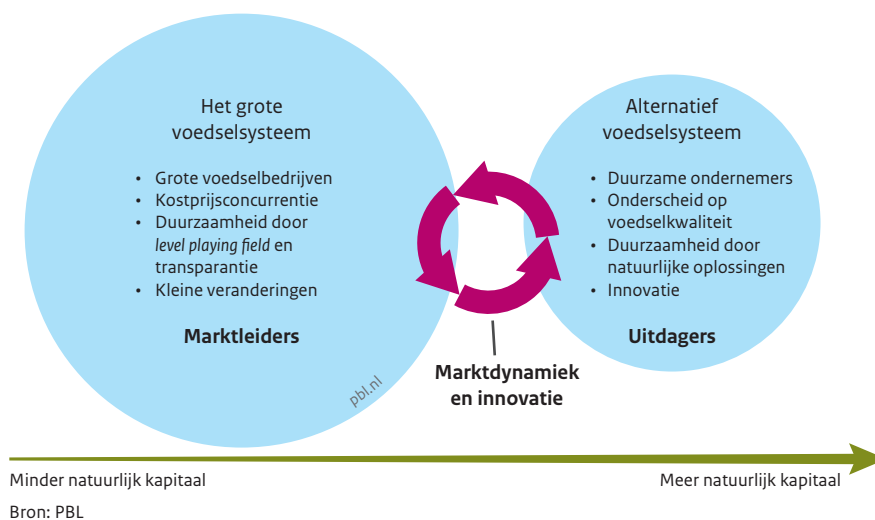 Het grote
voedselsysteem
• Grote voedselbedrijven
• Kostprijsconcurrentie
• Duurzaamheid door
level playing field en
transparantie
• Kleine veranderingen
Marktleiders
pbl.nl
Alternatief
voedselsysteem
• Duurzame ondernemers
• Onderscheid op
voedselkwaliteit
• Duurzaamheid door
natuurlijke oplossingen
• Innovatie
Uitdagers
Marktdynamiek
en innovatie
Minder natuurlijk kapitaal
Meer natuurlijk kapitaal
Bron: PBL